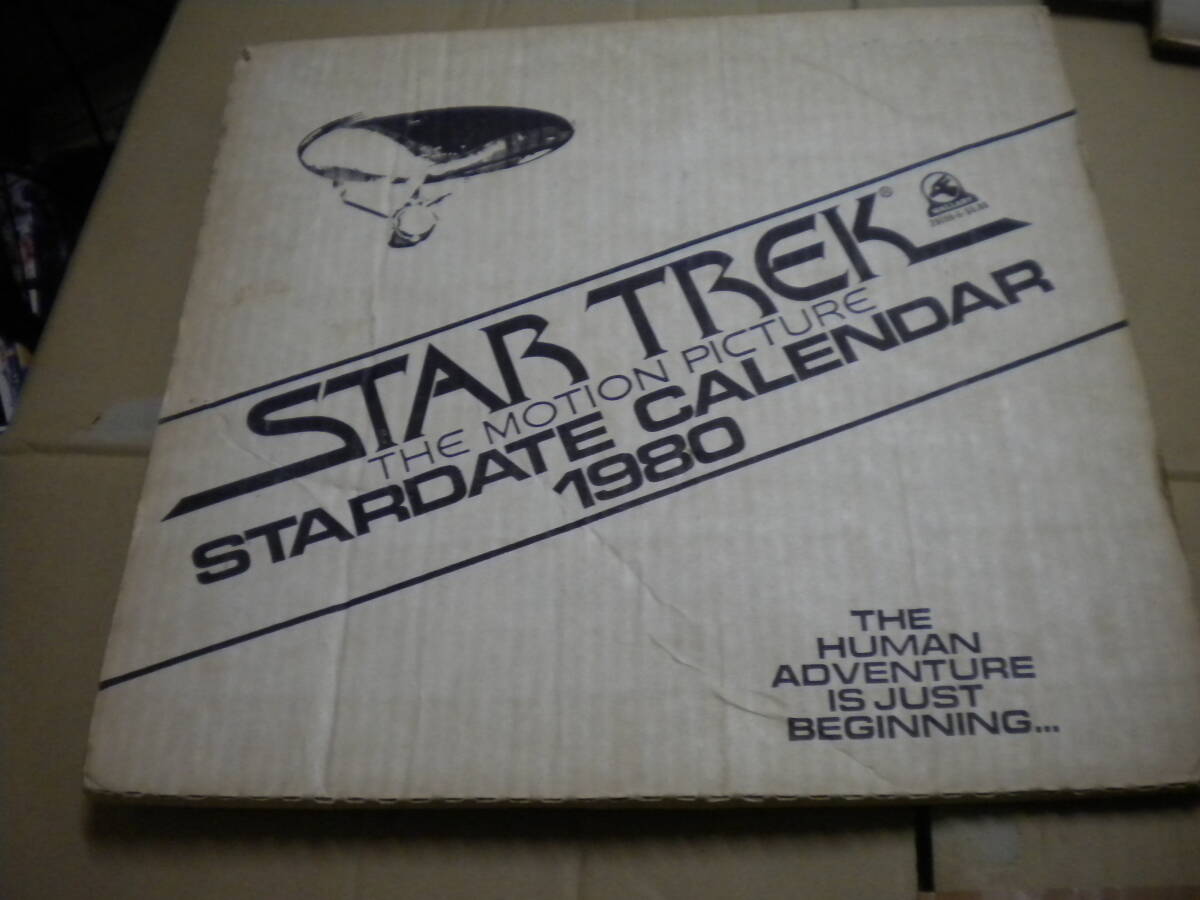 STAR TREK®
THE MOTION PICTURE
STARDATE CALENDAR
1980
THE
HUMAN
ADVENTURE
IS JUST
BEGINNING...